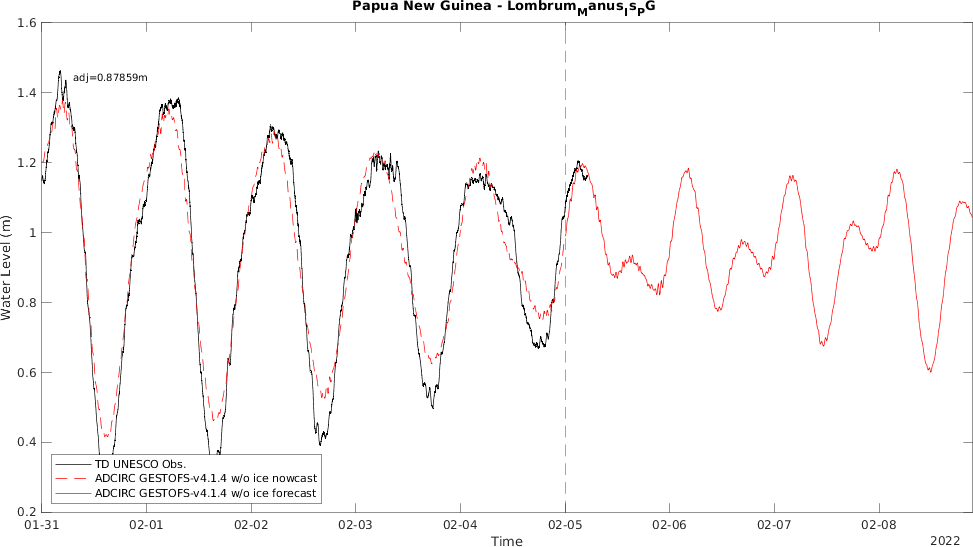 Papua New Guinea - LombrumManusIsPG
1.6
adj=0.87859m
1.4
1.2
1
0.8
0.6
0.4
0.2
Water Level (m)
TD UNESCO Obs.
ADCIRC GESTOFS-v4.1.4 w/o ice nowcast
ADCIRC GESTOFS-v4.1.4 w/o ice forecast
01-31 02-01 02-02 02-03 02-04 02-05 02-06 02-07 02-08
Time
2022